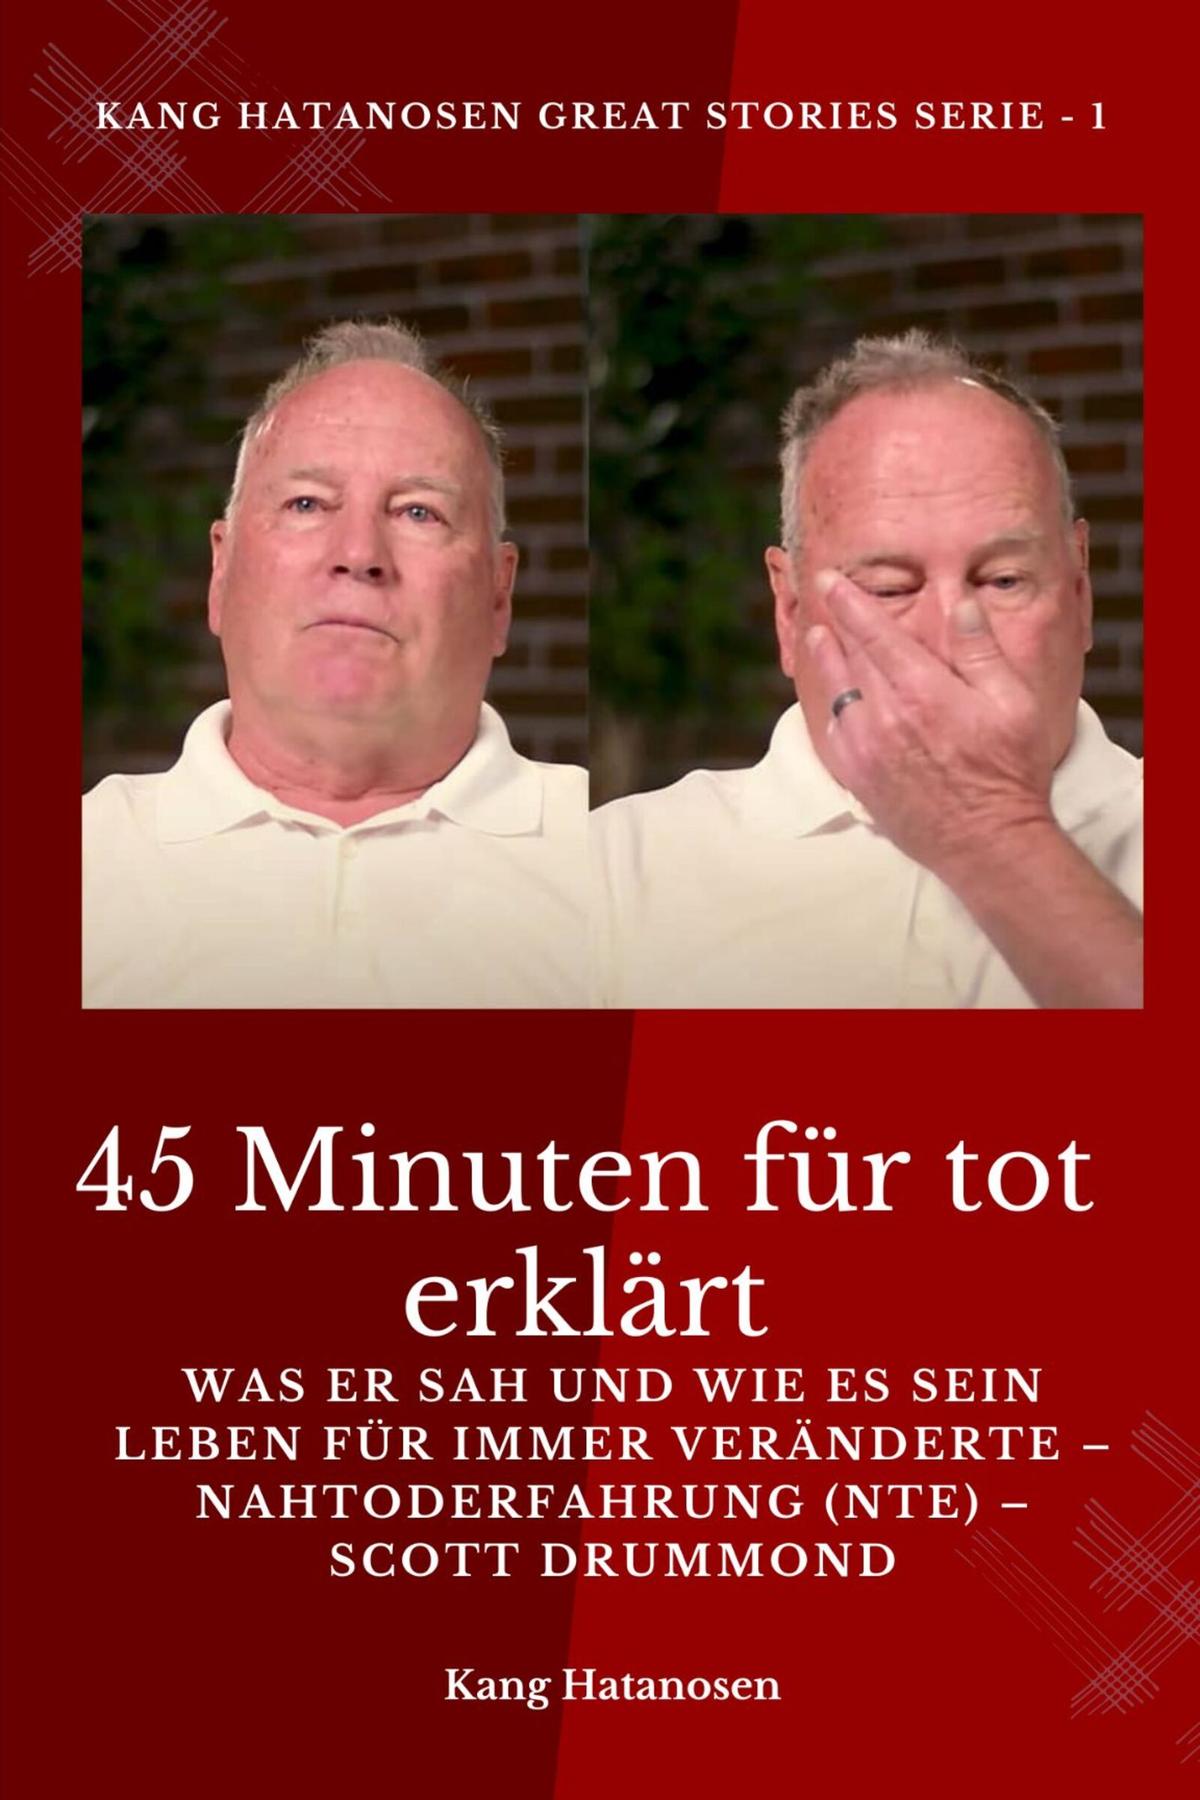 KANG HATANOSEN GREAT STORIES SERIE - 1
45 Minuten für tot
erklärt
WAS ER SAH UND WIE ES SEIN
LEBEN FÜR IMMER VERÄNDERTE –
NAHTODERFAHRUNG (NTE) –
SCOTT DRUMMOND
Kang Hatanosen